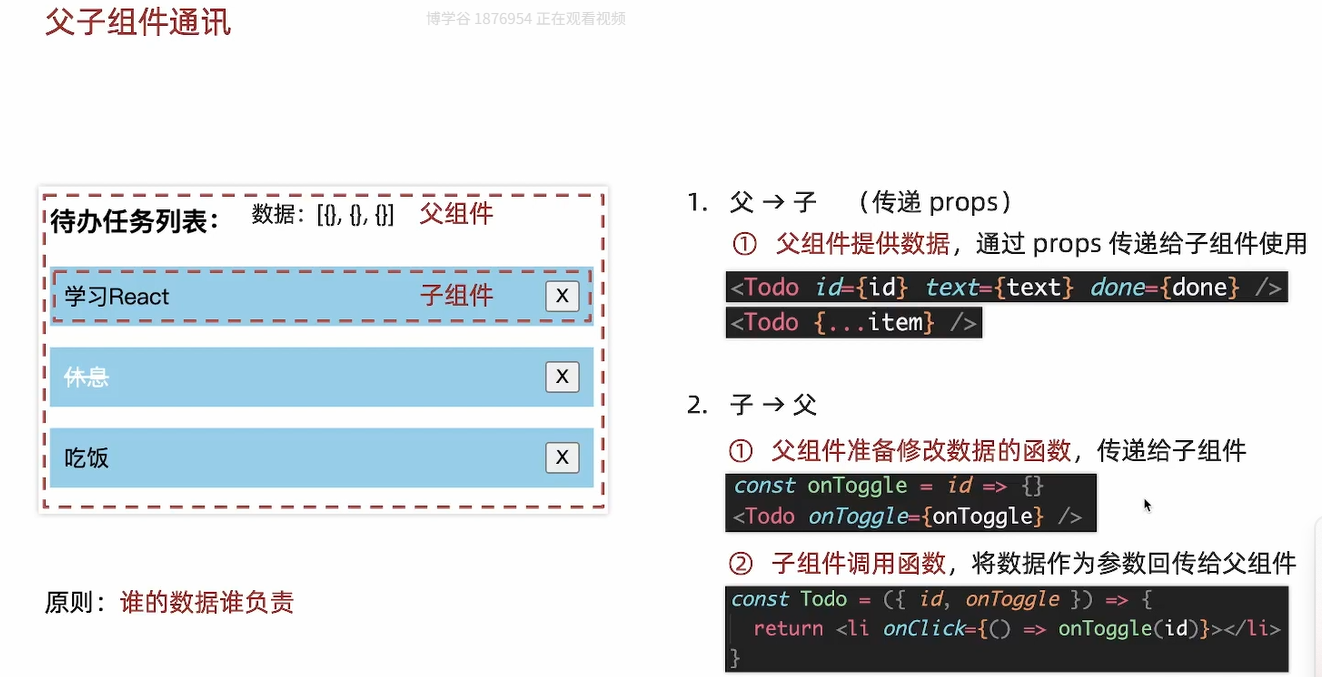 父子组件通讯
博学谷 1876954 正在观看视频
待办任务列表： 数据：[{}, {}, {}] 父组件
学习React 子组件 X
休息 X
吃饭 X
原则：谁的数据谁负责
1. 父 → 子 （传递 props）
① 父组件提供数据，通过 props 传递给子组件使用
<Todo id={id} text={text} done={done} />
<Todo {...item} />
2. 子 → 父
① 父组件准备修改数据的函数，传递给子组件
const onToggle = id => {}
<Todo onToggle={onToggle} />
② 子组件调用函数，将数据作为参数回传给父组件
const Todo = ({ id, onToggle }) => {
return <li onClick={() => onToggle(id)}></li>
}